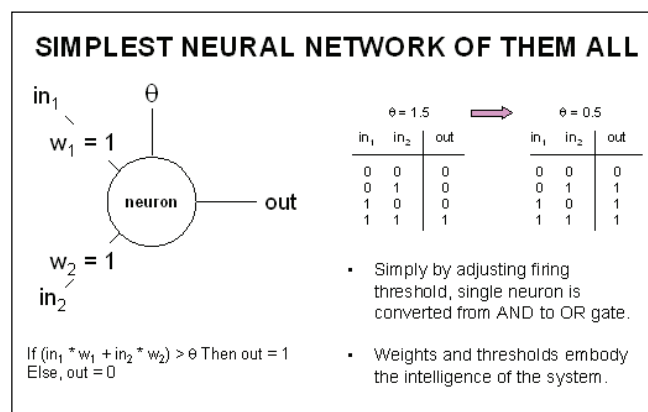 SIMPLEST NEURAL NETWORK OF THEM ALL
in₁
θ
w₁ = 1
neuron
out
w₂ = 1
in₂
If (in₁ * w₁ + in₂ * w₂) > θ Then out = 1
Else, out = 0
θ = 1.5
in₁ in₂ out
0 0 0
0 1 0
1 0 0
1 1 1
θ = 0.5
in₁ in₂ out
0 0 0
0 1 1
1 0 1
1 1 1
▪ Simply by adjusting firing
threshold, single neuron is
converted from AND to OR gate.
▪ Weights and thresholds embody
the intelligence of the system.